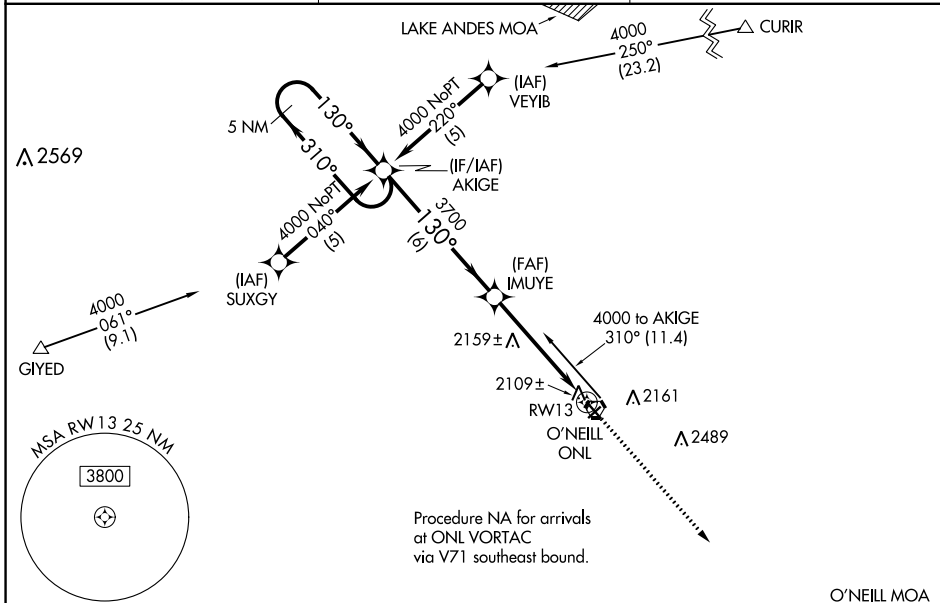 LAKE ANDES MOA
4000
250°
(23.2)
CURIR
(IAF)
VEYIB
4000 NoPT
220°
(5)
130°
5 NM
310°
2569
(IF/IAF)
AKIGE
4000 NoPT
040°
(5)
3700
130°
(6)
(IAF)
SUXGY
(FAF)
IMUYE
4000
061°
(9.1)
GIYED
4000 to AKIGE
310° (11.4)
2159±
2109±
RW13
2161
O'NEILL
ONL
2489
MSA RW13 25 NM
3800
Procedure NA for arrivals
at ONL VORTAC
via V71 southeast bound.
O'NEILL MOA